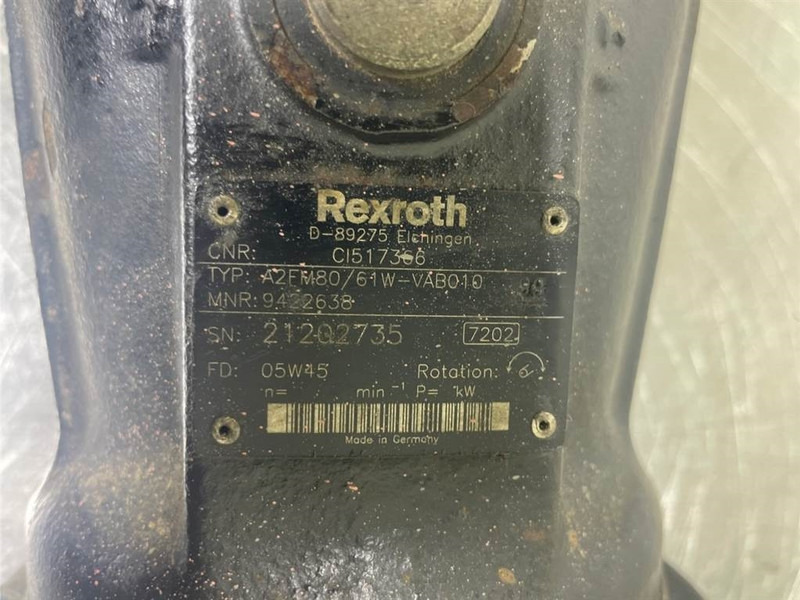 Rexroth
D-89275 Elchingen
CNR: CI517366
TYP: A2FM80/61W-VAB010
MNR: 9422638
SN: 21202735 7202
FD: 05W45 Rotation:
n= min⁻¹ P= kW
Made in Germany